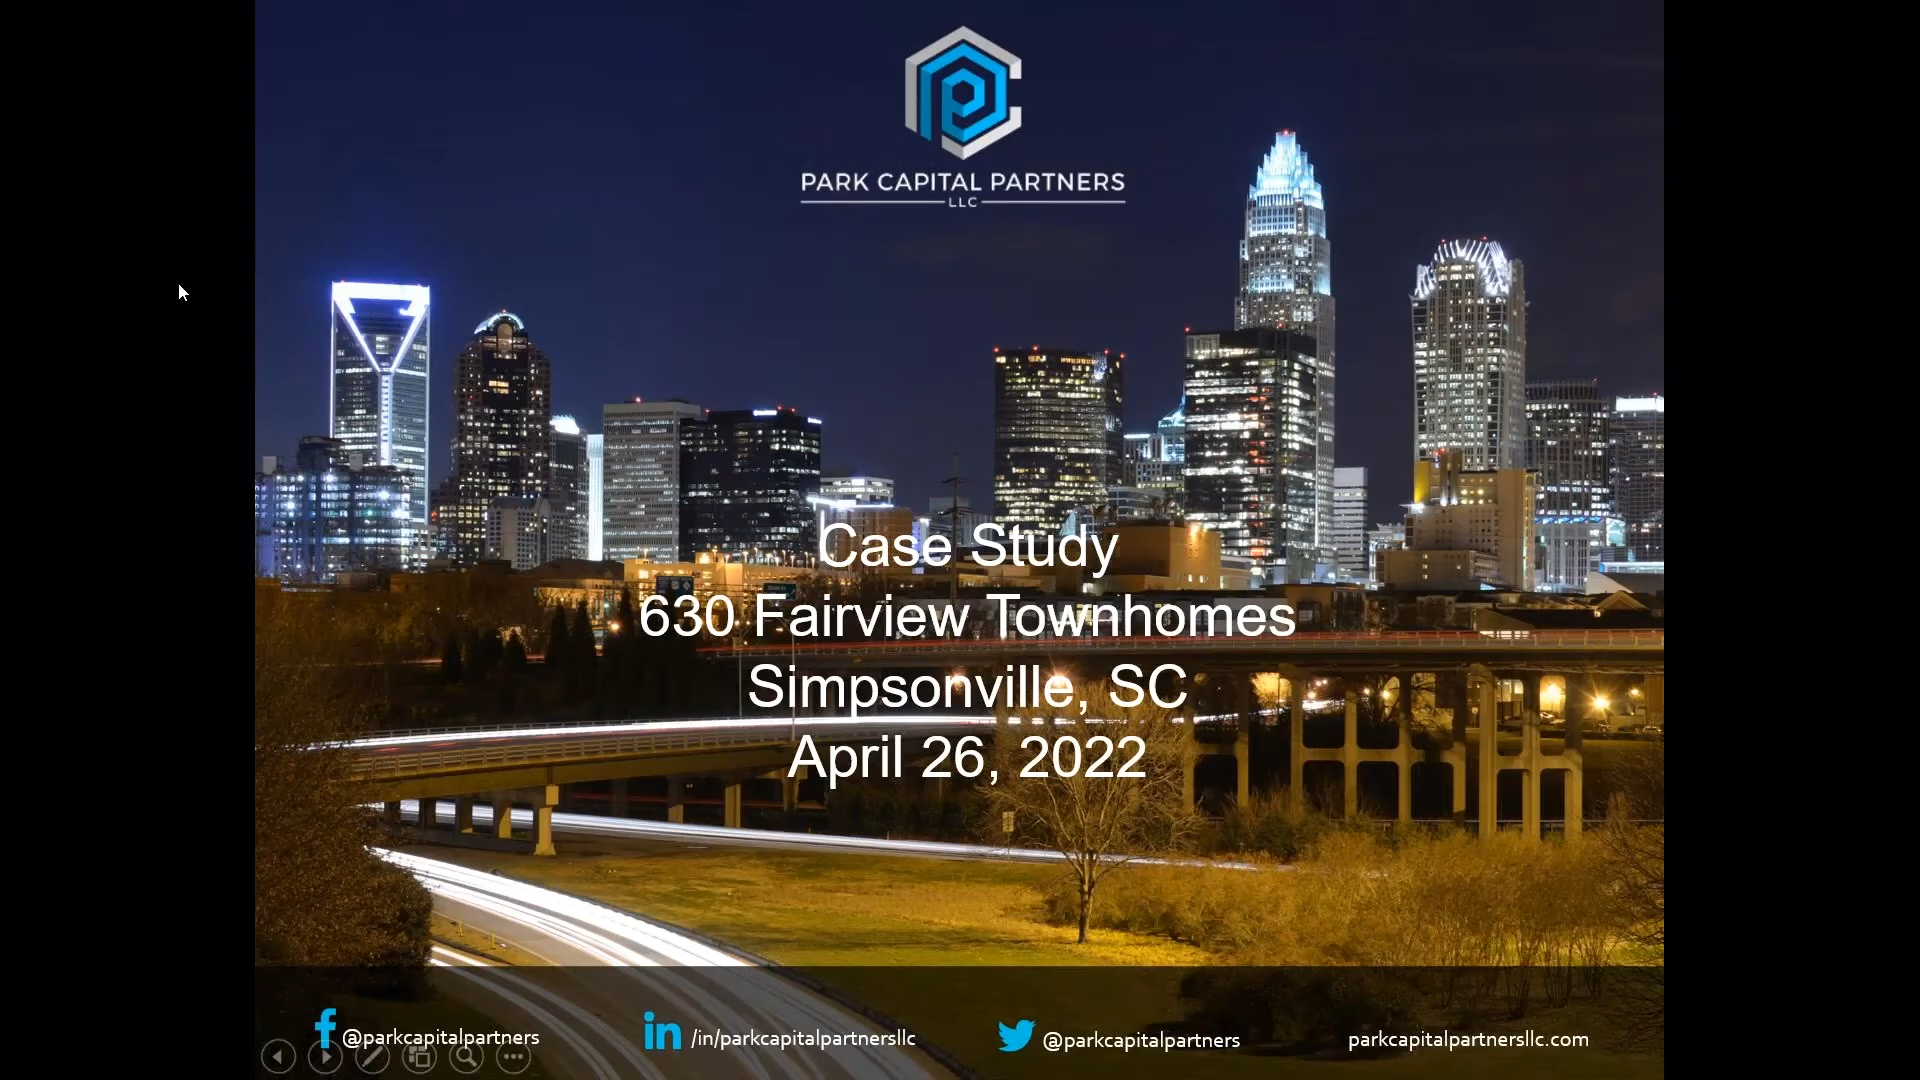 PARK CAPITAL PARTNERS
LLC
Case Study
630 Fairview Townhomes
Simpsonville, SC
April 26, 2022
@parkcapitalpartners
/in/parkcapitalpartnersllc
@parkcapitalpartners
parkcapitalpartnersllc.com